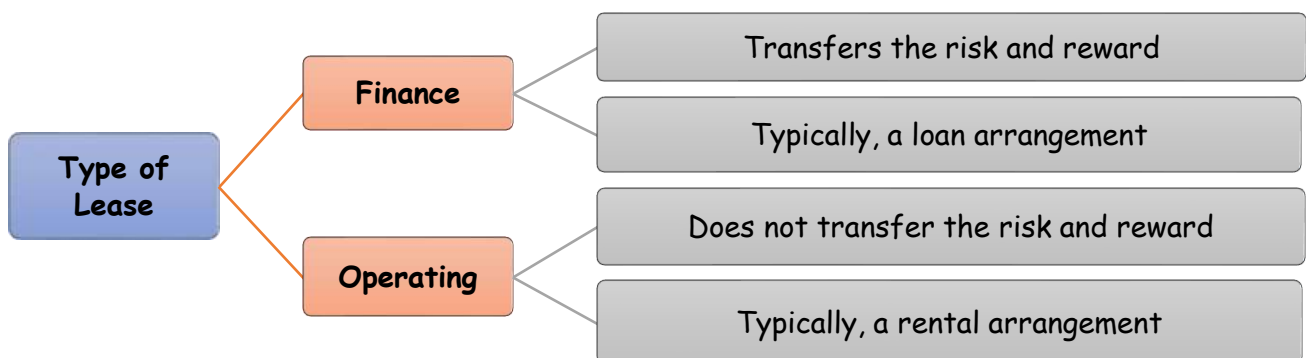 Type of
Lease
Finance
Transfers the risk and reward
Typically, a loan arrangement
Operating
Does not transfer the risk and reward
Typically, a rental arrangement